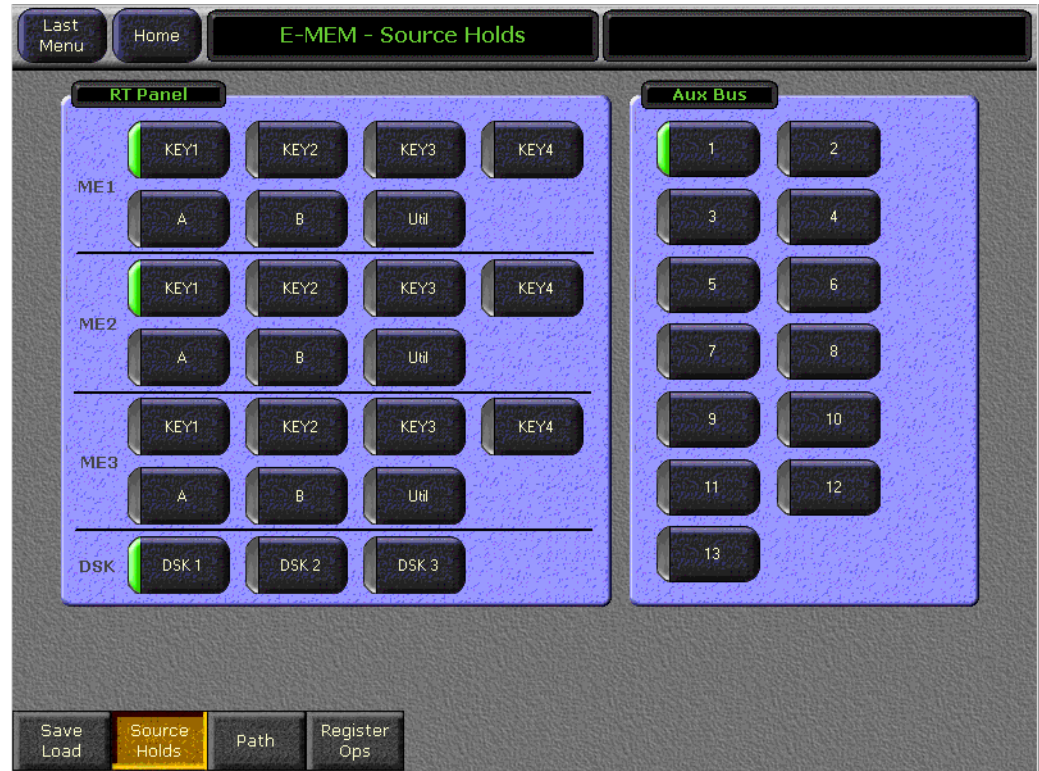 Last Menu
Home
E-MEM - Source Holds
RT Panel
ME1
KEY1 KEY2 KEY3 KEY4
A B Util
ME2
KEY1 KEY2 KEY3 KEY4
A B Util
ME3
KEY1 KEY2 KEY3 KEY4
A B Util
DSK
DSK 1 DSK 2 DSK 3
Aux Bus
1 2
3 4
5 6
7 8
9 10
11 12
13
Save
Load
Source
Holds
Path
Register
Ops